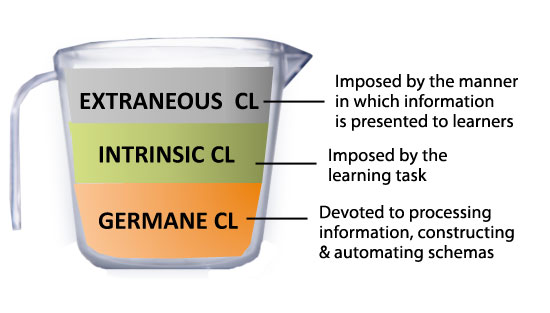 EXTRANEOUS CL
Imposed by the manner
in which information
is presented to learners
INTRINSIC CL
Imposed by the
learning task
GERMANE CL
Devoted to processing
information, constructing
& automating schemas